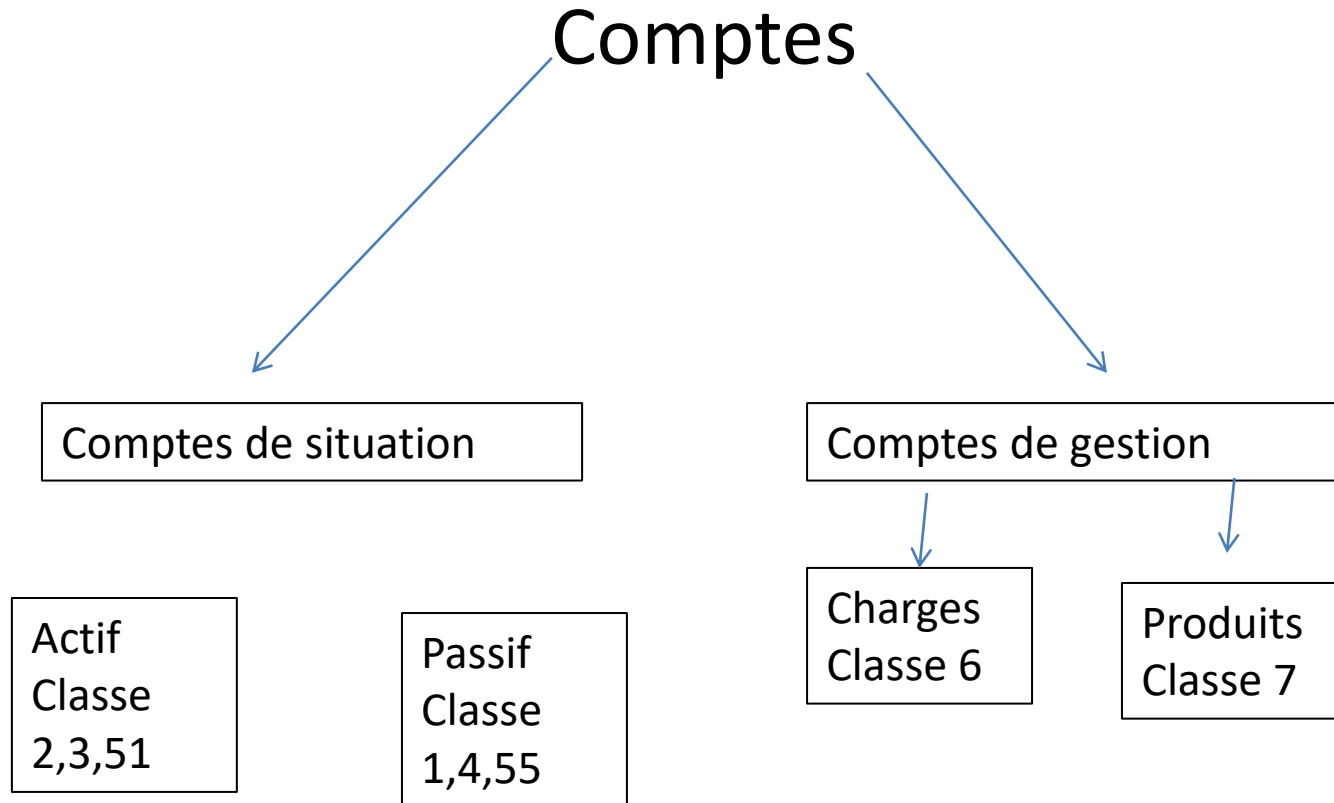 Comptes
Comptes de situation
Comptes de gestion
Actif
Classe
2,3,51
Passif
Classe
1,4,55
Charges
Classe 6
Produits
Classe 7